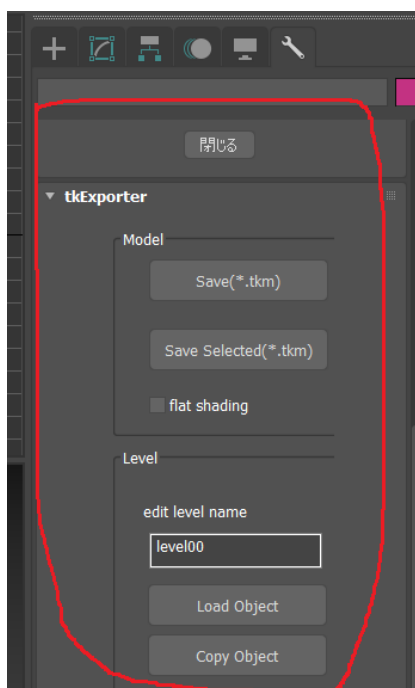 閉じる
tkExporter
Model
Save(*.tkm)
Save Selected(*.tkm)
flat shading
Level
edit level name
level00
Load Object
Copy Object